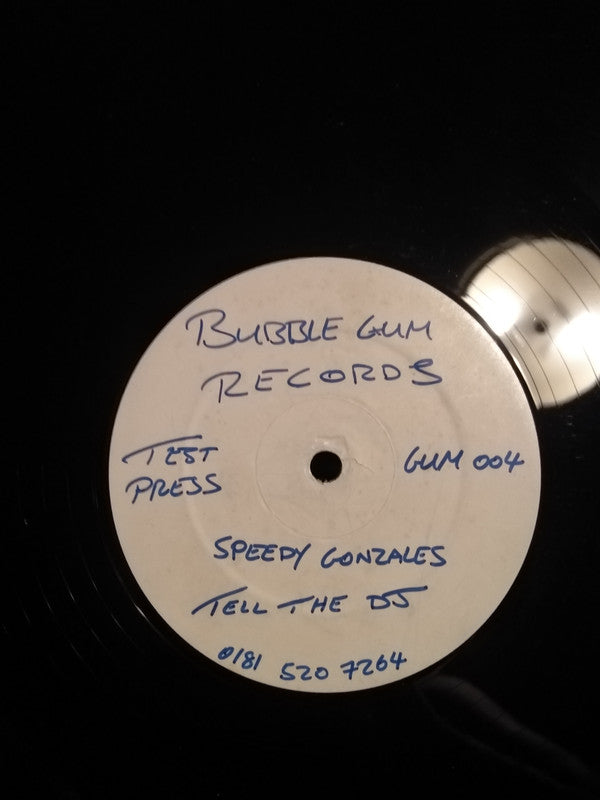 BUBBLE GUM
RECORDS
TEST
PRESS
GUM 004
SPEEDY GONZALES
TELL THE DJ
0181 520 7264